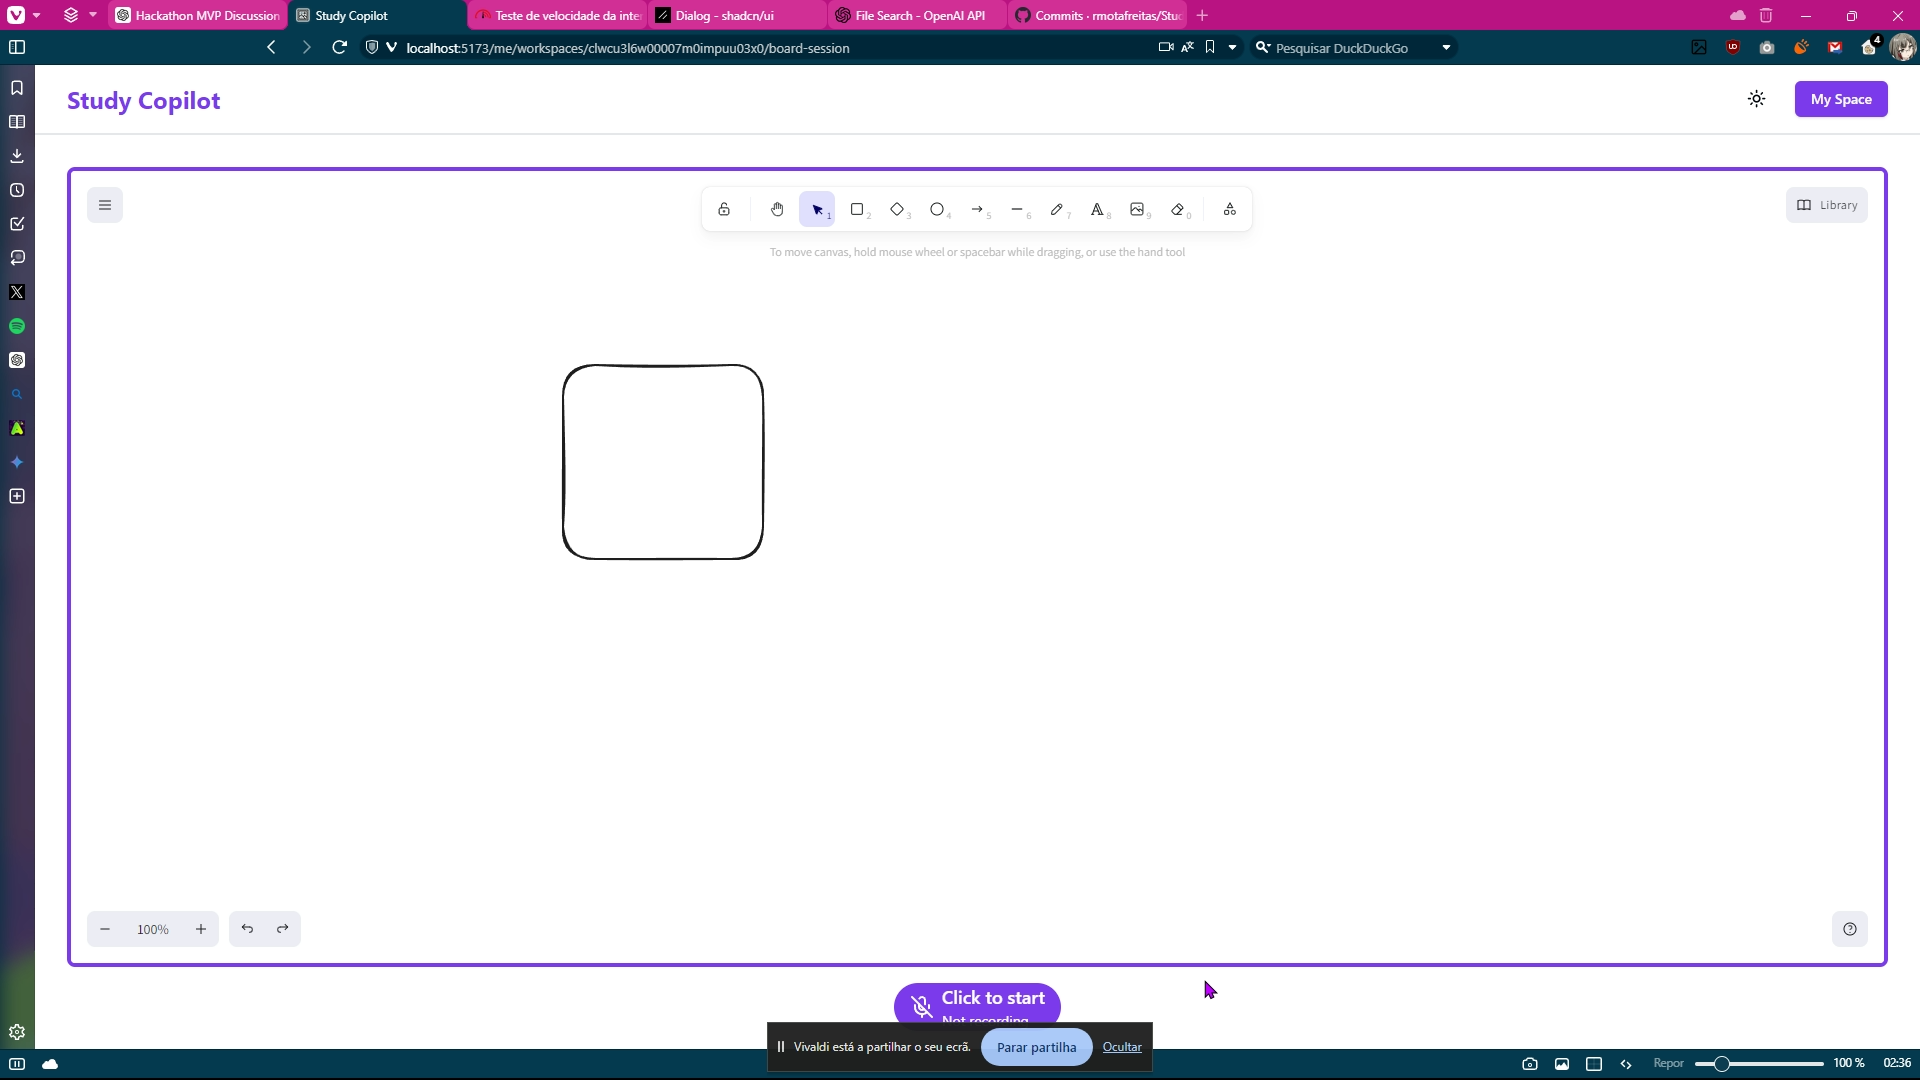 Hackathon MVP Discussion
Study Copilot
Teste de velocidade da inte
Dialog - shadcn/ui
File Search - OpenAI API
Commits · rmotafreitas/Stu
localhost:5173/me/workspaces/clwcu3l6w00007m0impuu03x0/board-session
Pesquisar DuckDuckGo
4
Study Copilot
My Space
1
2
3
4
5
6
7
8
9
0
Library
To move canvas, hold mouse wheel or spacebar while dragging, or use the hand tool
100%
Click to start
Not recording
Vivaldi está a partilhar o seu ecrã.
Parar partilha
Ocultar
Repor
100 %
02:36